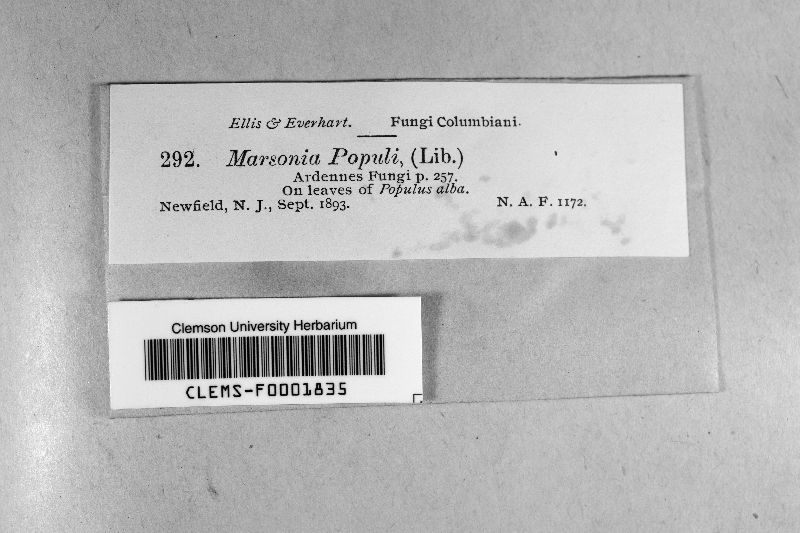 Ellis & Everhart. Fungi Columbiani.
292. Marsonia Populi, (Lib.)
Ardennes Fungi p. 257.
On leaves of Populus alba.
Newfield, N. J., Sept. 1893. N. A. F. 1172.
Clemson University Herbarium
CLEMS-F0001835